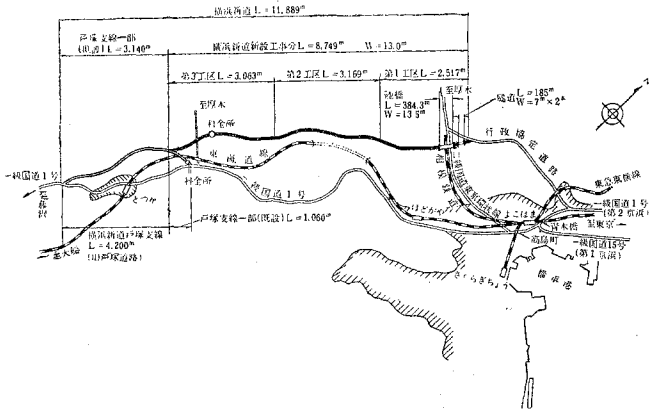 横浜新道 L = 11.889ᵐ
戸塚支線一部
(旧設) L = 3.140ᵐ
横浜新道新設工事分 L = 8.749ᵐ W = 13.0ᵐ
第3工区 L = 3.063ᵐ
第2工区 L = 3.169ᵐ
第1工区 L = 2.517ᵐ
至厚木
料金所
陸橋
L = 384.3ᵐ
W = 13.5ᵐ
至厚木
隧道 L = 185ᵐ
W = 7ᵐ × 2
行政協定道路
東海道線
相模鉄道
東急東横線
一級国道1号
とつか
料金所
一級国道1号
ほどがや
よこはま
一級国道1号
(第2京浜)
青木橋
至東京
戸塚支線一部(既設) L = 1.060ᵐ
高島町
一級国道15号
(第1京浜)
横浜新道戸塚支線
L = 4.200ᵐ
(旧戸塚道路)
至大船
さくらぎちょう
横浜港